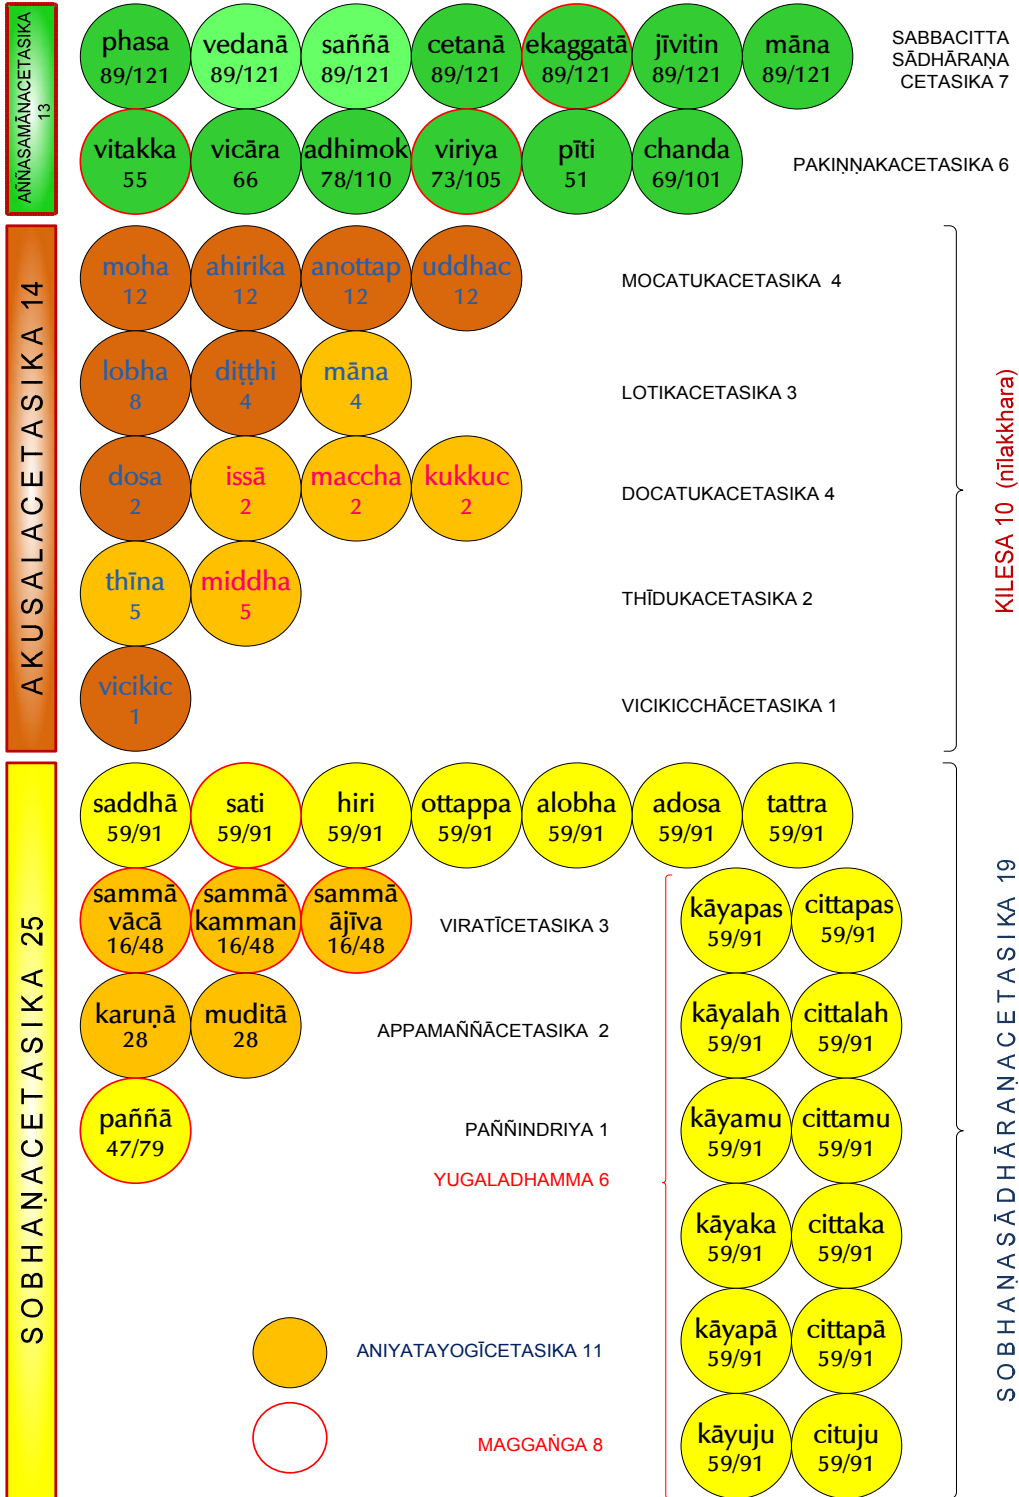 AÑÑASAMĀNACETASIKA
13
phasa
89/121
vedanā
89/121
saññā
89/121
cetanā
89/121
ekaggatā
89/121
jīvitin
89/121
māna
89/121
SABBACITTA
SĀDHĀRAṆA
CETASIKA 7
vitakka
55
vicāra
66
adhimok
78/110
viriya
73/105
pīti
51
chanda
69/101
PAKIṆṆAKACETASIKA 6
AKUSALACETASIKA 14
moha
12
ahirika
12
anottap
12
uddhac
12
MOCATUKACETASIKA 4
lobha
8
diṭṭhi
4
māna
4
LOTIKACETASIKA 3
dosa
2
issā
2
maccha
2
kukkuc
2
DOCATUKACETASIKA 4
thīna
5
middha
5
THĪDUKACETASIKA 2
vicikic
1
VICIKICCHĀCETASIKA 1
KILESA 10 (nīlakkhara)
SOBHAṆACETASIKA 25
saddhā
59/91
sati
59/91
hiri
59/91
ottappa
59/91
alobha
59/91
adosa
59/91
tattra
59/91
sammā
vācā
16/48
sammā
kamman
16/48
sammā
ājīva
16/48
VIRATĪCETASIKA 3
karuṇā
28
muditā
28
APPAMAÑÑĀCETASIKA 2
paññā
47/79
PAÑÑINDRIYA 1
YUGALADHAMMA 6
kāyapas
59/91
cittapas
59/91
kāyalah
59/91
cittalah
59/91
kāyamu
59/91
cittamu
59/91
kāyaka
59/91
cittaka
59/91
kāyapā
59/91
cittapā
59/91
kāyuju
59/91
cituju
59/91
SOBHAṆASĀDHĀRAṆACETASIKA 19
ANIYATAYOGĪCETASIKA 11
MAGGAṄGA 8